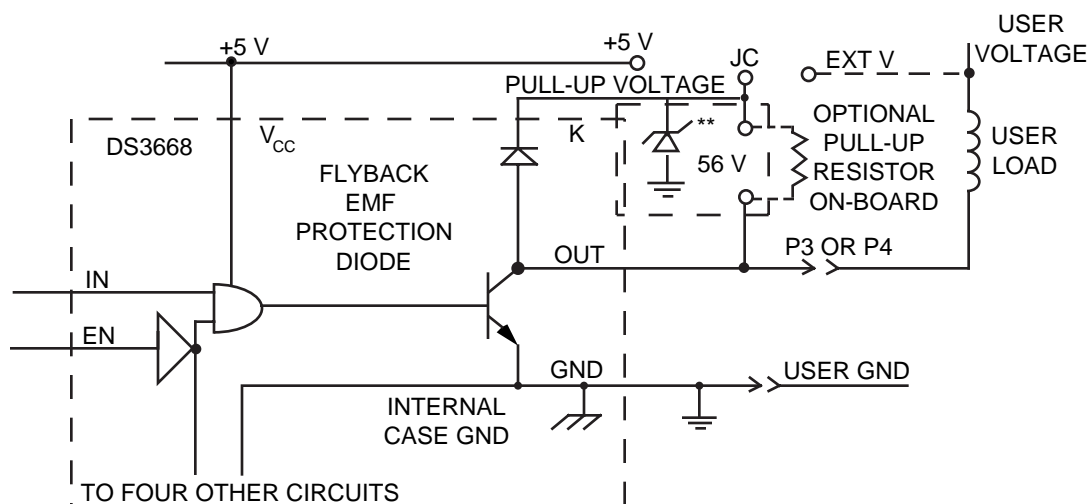 USER
VOLTAGE
+5 V
+5 V
JC
EXT V
PULL-UP VOLTAGE
DS3668
VCC
K
**
56 V
OPTIONAL
PULL-UP
RESISTOR
ON-BOARD
USER
LOAD
FLYBACK
EMF
PROTECTION
DIODE
OUT
P3 OR P4
IN
EN
GND
USER GND
INTERNAL
CASE GND
TO FOUR OTHER CIRCUITS